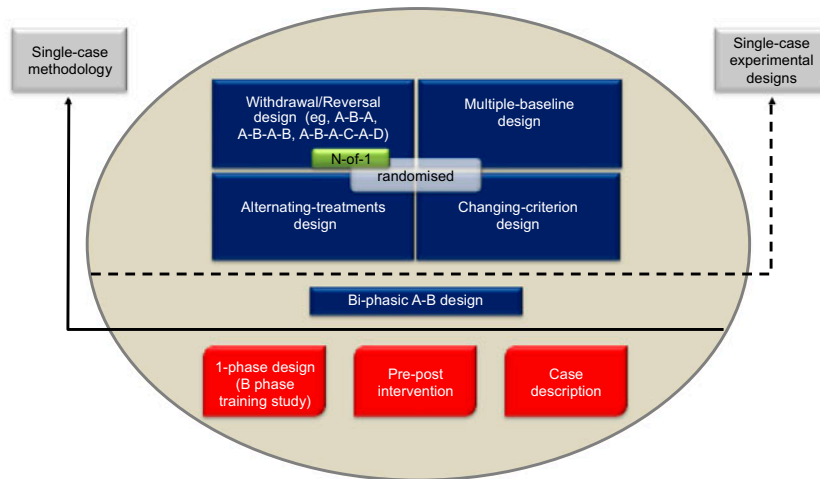 Single-case
methodology
Single-case
experimental
designs
Withdrawal/Reversal
design (eg, A-B-A,
A-B-A-B, A-B-A-C-A-D)
Multiple-baseline
design
N-of-1
randomised
Alternating-treatments
design
Changing-criterion
design
Bi-phasic A-B design
1-phase design
(B phase
training study)
Pre-post
intervention
Case
description